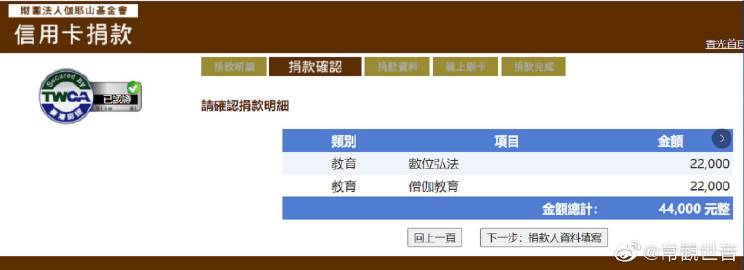 財團法人伽耶山基金會
信用卡捐款
香光首頁
捐款明細 捐款確認 捐款資料 線上刷卡 捐款完成
Secured BY
TWCA
已認證
請確認捐款明細
類別 項目 金額
教育 數位弘法 22,000
教育 僧伽教育 22,000
金額總計: 44,000 元整
回上一頁 下一步: 捐款人資料填寫
@常觀世音